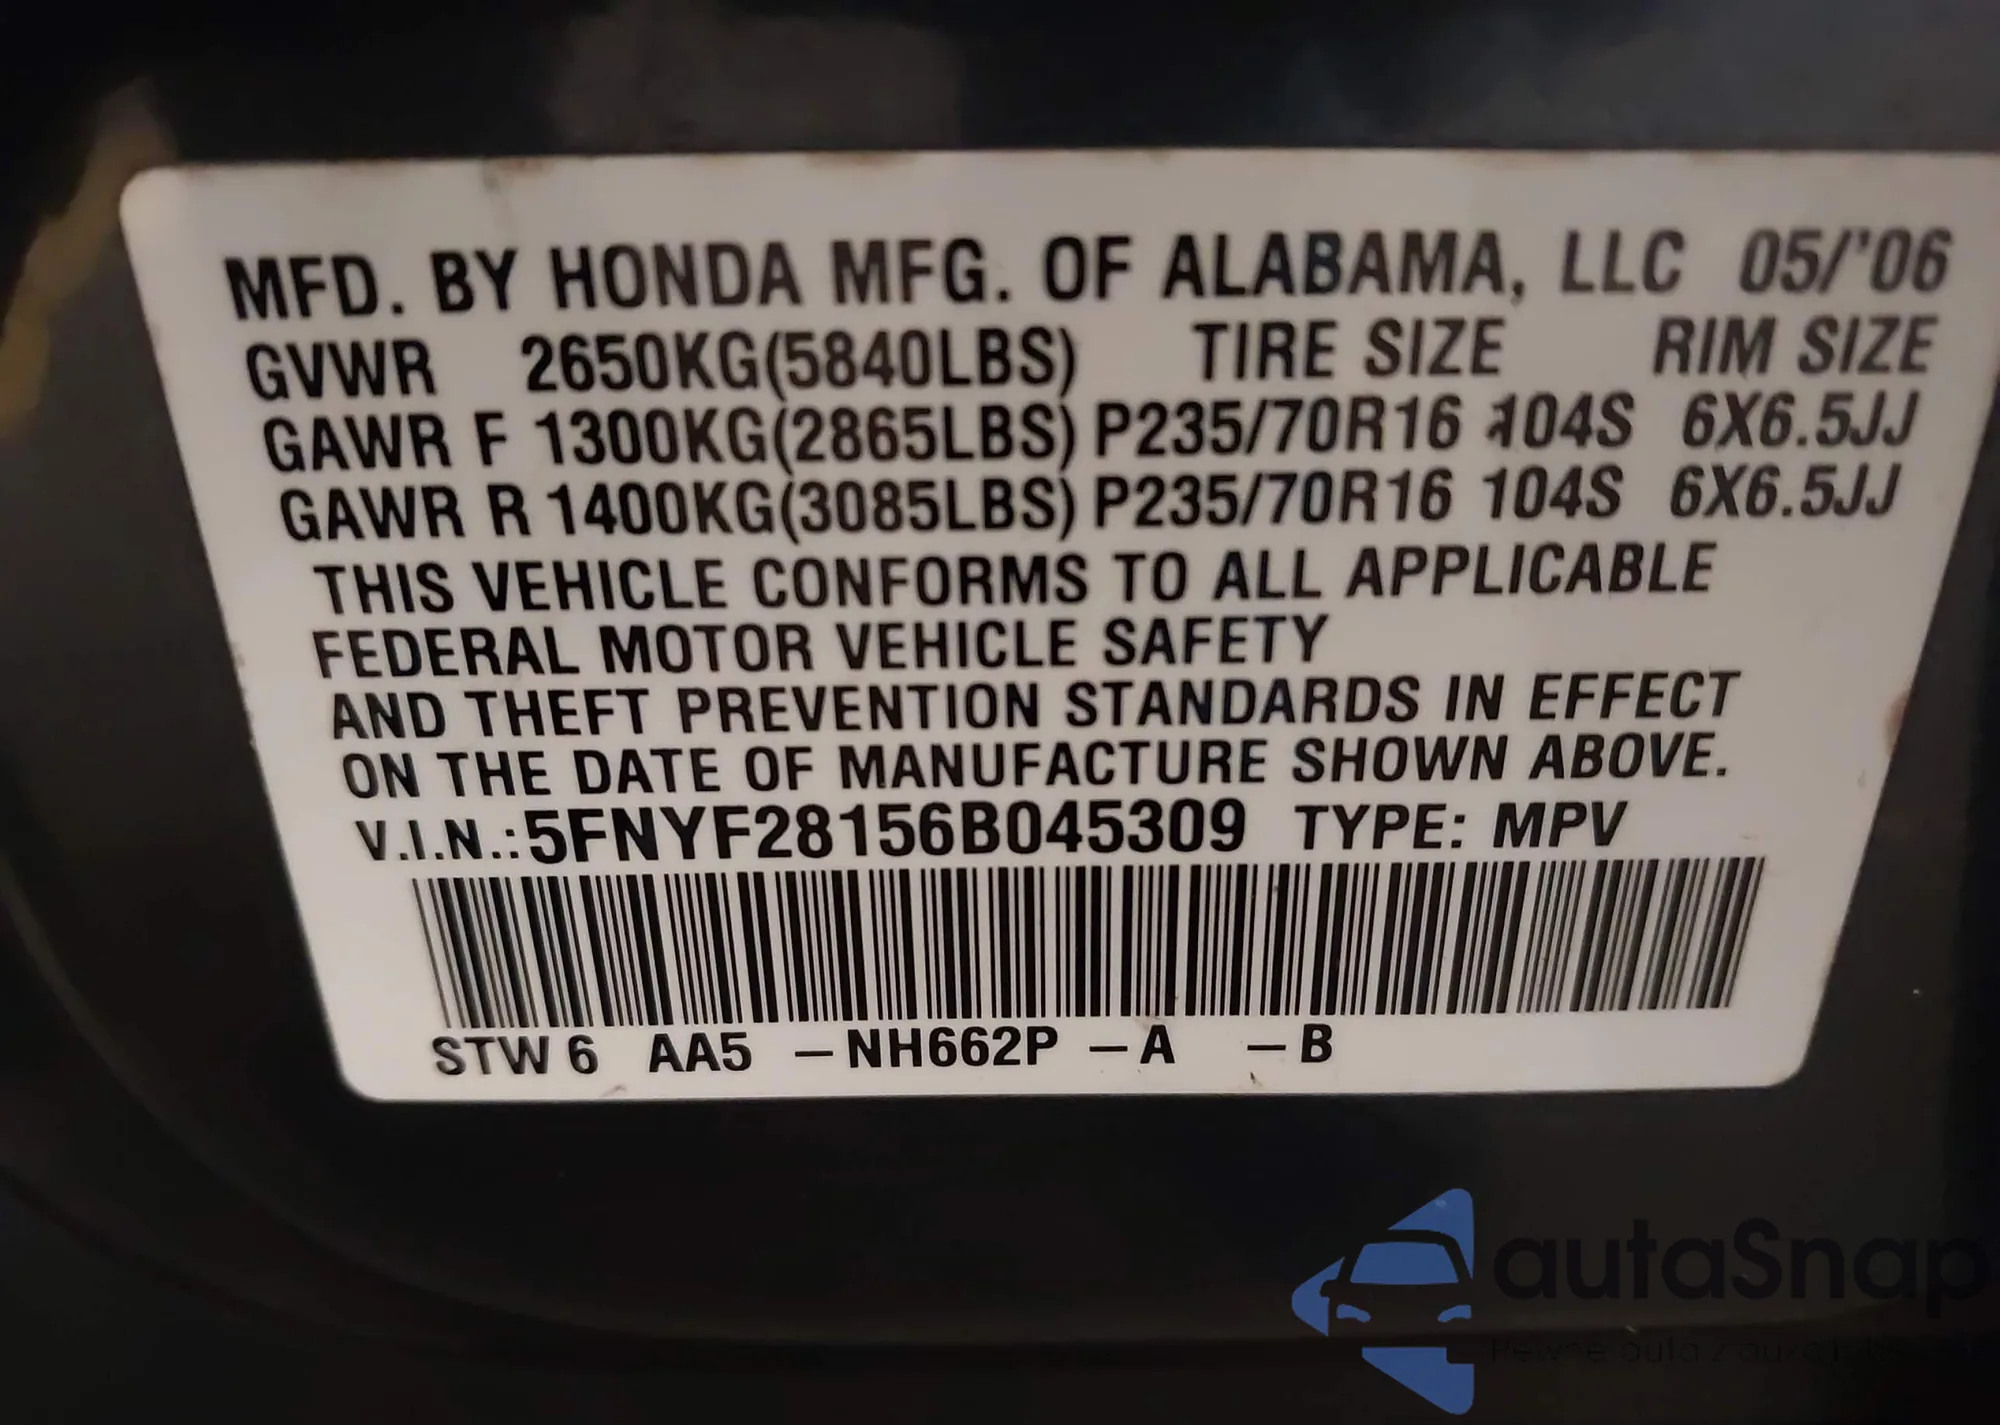 MFD. BY HONDA MFG. OF ALABAMA, LLC 05/'06
GVWR 2650KG(5840LBS) TIRE SIZE RIM SIZE
GAWR F 1300KG(2865LBS) P235/70R16 104S 6X6.5JJ
GAWR R 1400KG(3085LBS) P235/70R16 104S 6X6.5JJ
THIS VEHICLE CONFORMS TO ALL APPLICABLE
FEDERAL MOTOR VEHICLE SAFETY
AND THEFT PREVENTION STANDARDS IN EFFECT
ON THE DATE OF MANUFACTURE SHOWN ABOVE.
V.I.N.:5FNYF28156B045309 TYPE: MPV
STW6 AA5 –NH662P –A –B
autaSnap